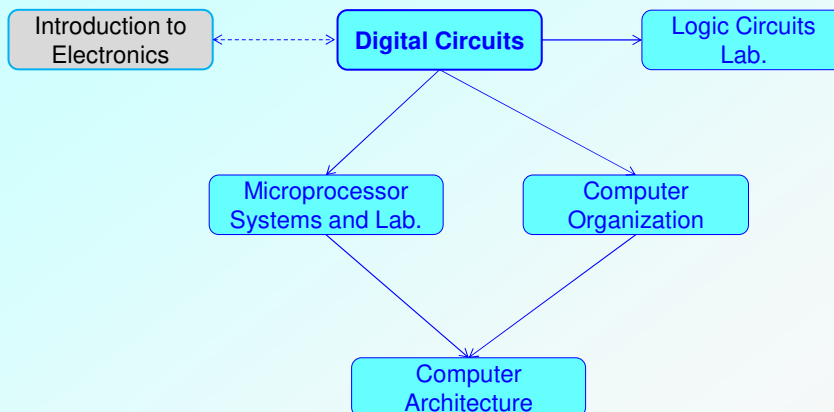 Introduction to
Electronics
Digital Circuits
Logic Circuits
Lab.
Microprocessor
Systems and Lab.
Computer
Organization
Computer
Architecture